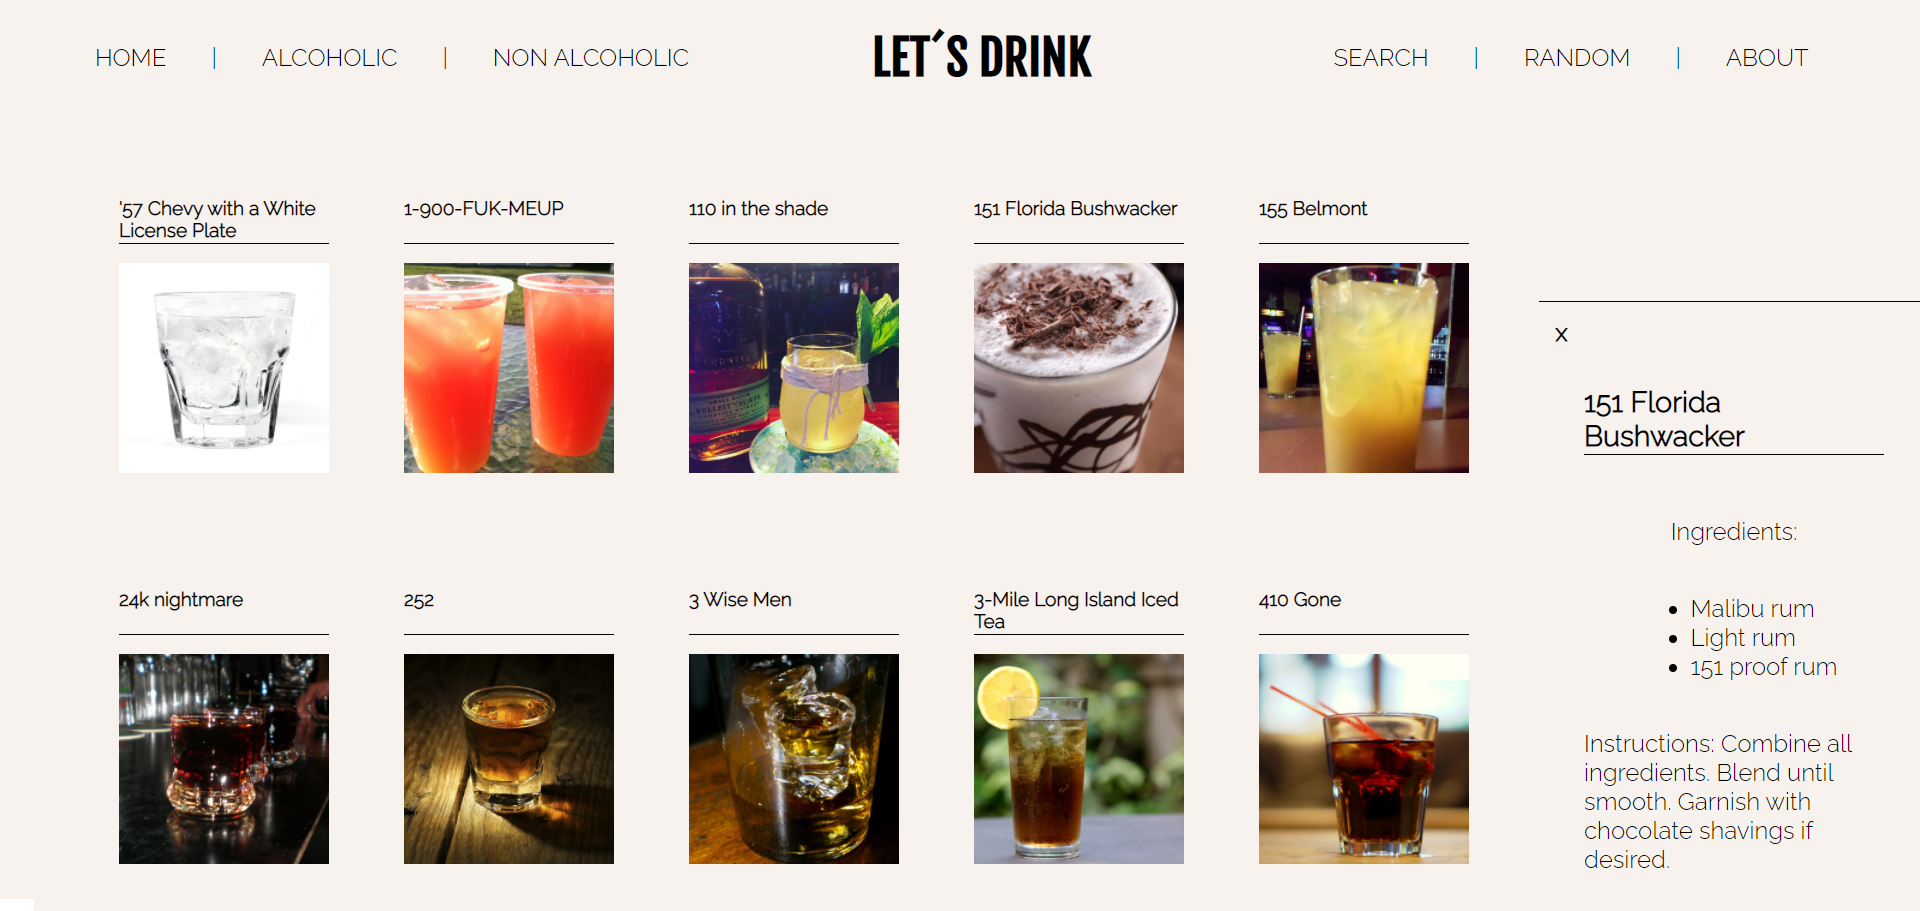 HOME | ALCOHOLIC | NON ALCOHOLIC
LET´S DRINK
SEARCH | RANDOM | ABOUT
'57 Chevy with a White
License Plate
1-900-FUK-MEUP
110 in the shade
151 Florida Bushwacker
155 Belmont
24k nightmare
252
3 Wise Men
3-Mile Long Island Iced
Tea
410 Gone
x
151 Florida
Bushwacker
Ingredients:
• Malibu rum
• Light rum
• 151 proof rum
Instructions: Combine all
ingredients. Blend until
smooth. Garnish with
chocolate shavings if
desired.